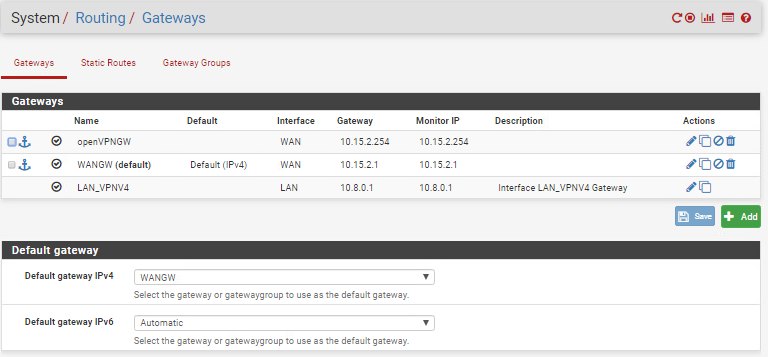 System / Routing / Gateways
Gateways Static Routes Gateway Groups
Gateways
Name Default Interface Gateway Monitor IP Description Actions
openVPNGW WAN 10.15.2.254 10.15.2.254
WANGW (default) Default (IPv4) WAN 10.15.2.1 10.15.2.1
LAN_VPNV4 LAN 10.8.0.1 10.8.0.1 Interface LAN_VPNV4 Gateway
Save Add
Default gateway
Default gateway IPv4 WANGW
Select the gateway or gatewaygroup to use as the default gateway.
Default gateway IPv6 Automatic
Select the gateway or gatewaygroup to use as the default gateway.